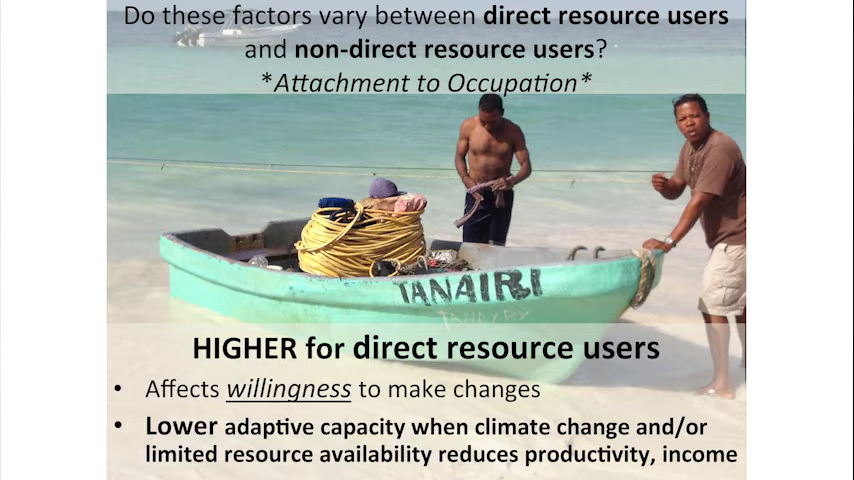 Do these factors vary between direct resource users
and non-direct resource users?
*Attachment to Occupation*
TANAIRI
TANAIRY
HIGHER for direct resource users
• Affects willingness to make changes
• Lower adaptive capacity when climate change and/or
limited resource availability reduces productivity, income